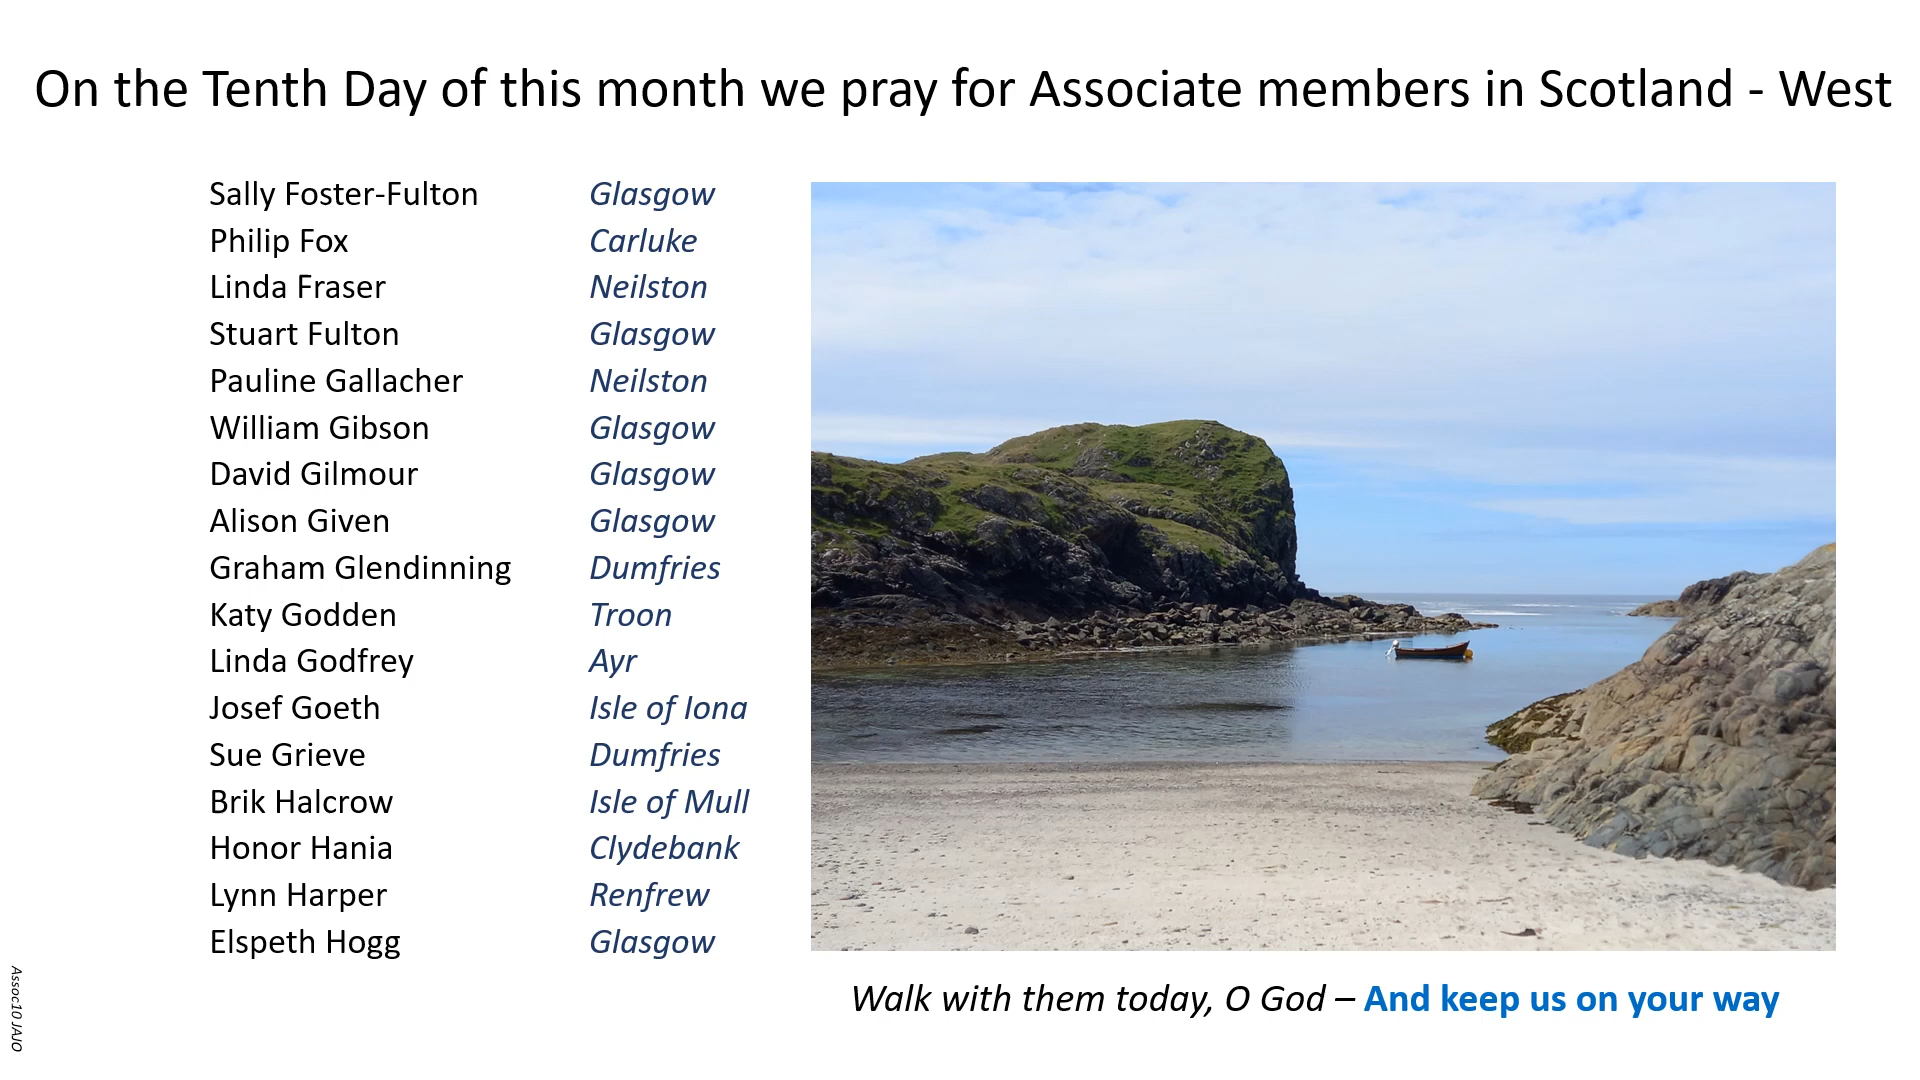 On the Tenth Day of this month we pray for Associate members in Scotland - West
Sally Foster-Fulton Glasgow
Philip Fox Carluke
Linda Fraser Neilston
Stuart Fulton Glasgow
Pauline Gallacher Neilston
William Gibson Glasgow
David Gilmour Glasgow
Alison Given Glasgow
Graham Glendinning Dumfries
Katy Godden Troon
Linda Godfrey Ayr
Josef Goeth Isle of Iona
Sue Grieve Dumfries
Brik Halcrow Isle of Mull
Honor Hania Clydebank
Lynn Harper Renfrew
Elspeth Hogg Glasgow
Walk with them today, O God – And keep us on your way
Assoc10 JAJO